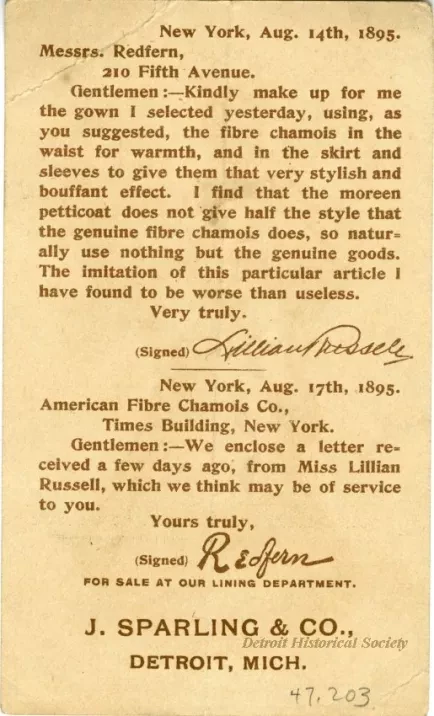 New York, Aug. 14th, 1895.
Messrs. Redfern,
210 Fifth Avenue.
Gentlemen:—Kindly make up for me
the gown I selected yesterday, using, as
you suggested, the fibre chamois in the
waist for warmth, and in the skirt and
sleeves to give them that very stylish and
bouffant effect. I find that the moreen
petticoat does not give half the style that
the genuine fibre chamois does, so natur=
ally use nothing but the genuine goods.
The imitation of this particular article I
have found to be worse than useless.
Very truly.
(Signed) Lillian Russell
New York, Aug. 17th, 1895.
American Fibre Chamois Co.,
Times Building, New York.
Gentlemen:—We enclose a letter re=
ceived a few days ago, from Miss Lillian
Russell, which we think may be of service
to you.
Yours truly,
(Signed) Redfern
FOR SALE AT OUR LINING DEPARTMENT.
J. SPARLING & CO.,
Detroit Historical Society
DETROIT, MICH.
47.203